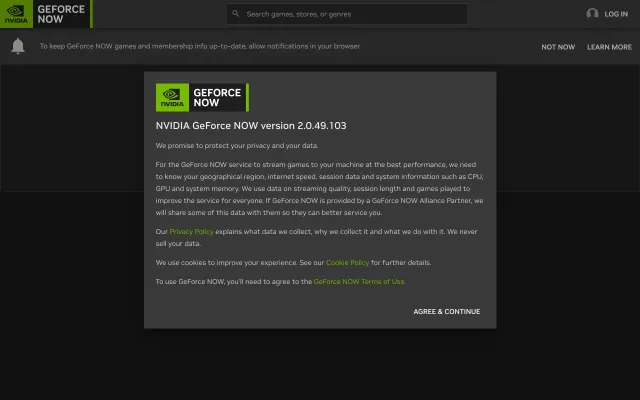 NVIDIA
GEFORCE
NOW
Search games, stores, or genres
LOG IN
To keep GeForce NOW games and membership info up-to-date, allow notifications in your browser
NOT NOW
LEARN MORE
NVIDIA
GEFORCE
NOW
NVIDIA GeForce NOW version 2.0.49.103
We promise to protect your privacy and your data.
For the GeForce NOW service to stream games to your machine at the best performance, we need
to know your geographical region, internet speed, session data and system information such as CPU,
GPU and system memory. We use data on streaming quality, session length and games played to
improve the service for everyone. If GeForce NOW is provided by a GeForce NOW Alliance Partner, we
will share some of this data with them so they can better service you.
Our Privacy Policy explains what data we collect, why we collect it and what we do with it. We never
sell your data.
We use cookies to improve your experience. See our Cookie Policy for further details.
To use GeForce NOW, you'll need to agree to the GeForce NOW Terms of Use.
AGREE & CONTINUE